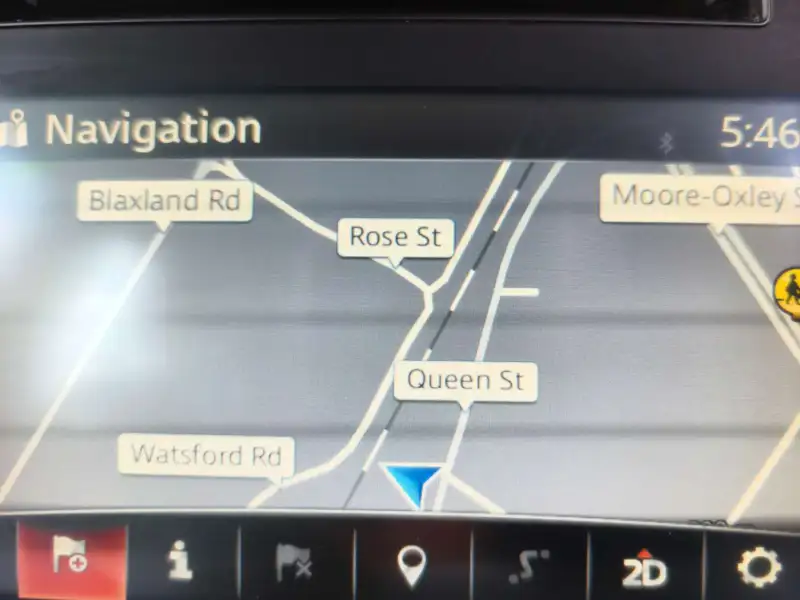 Navigation
5:46
Blaxland Rd
Moore-Oxley S
Rose St
Queen St
Watsford Rd
i
2D